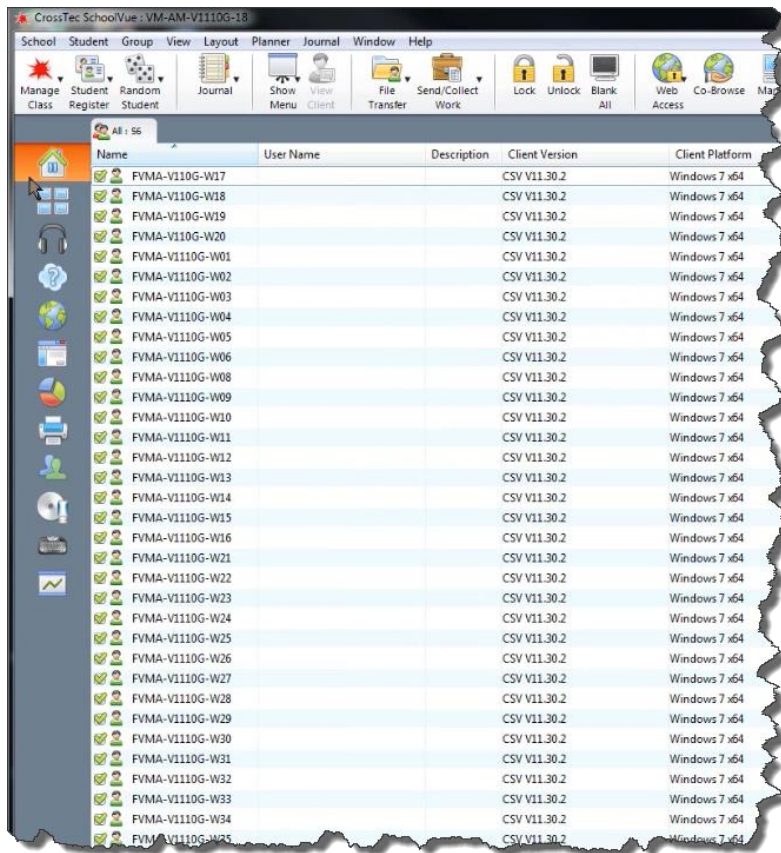 CrossTec SchoolVue : VM-AM-V1110G-18
School Student Group View Layout Planner Journal Window Help
Manage Class Student Register Random Student Journal Show Menu View Client File Transfer Send/Collect Work Lock Unlock Blank All Web Access Co-Browse
All : 56
Name User Name Description Client Version Client Platform
FVMA-V110G-W17 CSV V11.30.2 Windows 7 x64
FVMA-V110G-W18 CSV V11.30.2 Windows 7 x64
FVMA-V110G-W19 CSV V11.30.2 Windows 7 x64
FVMA-V110G-W20 CSV V11.30.2 Windows 7 x64
FVMA-V1110G-W01 CSV V11.30.2 Windows 7 x64
FVMA-V1110G-W02 CSV V11.30.2 Windows 7 x64
FVMA-V1110G-W03 CSV V11.30.2 Windows 7 x64
FVMA-V1110G-W04 CSV V11.30.2 Windows 7 x64
FVMA-V1110G-W05 CSV V11.30.2 Windows 7 x64
FVMA-V1110G-W06 CSV V11.30.2 Windows 7 x64
FVMA-V1110G-W08 CSV V11.30.2 Windows 7 x64
FVMA-V1110G-W09 CSV V11.30.2 Windows 7 x64
FVMA-V1110G-W10 CSV V11.30.2 Windows 7 x64
FVMA-V1110G-W11 CSV V11.30.2 Windows 7 x64
FVMA-V1110G-W12 CSV V11.30.2 Windows 7 x64
FVMA-V1110G-W13 CSV V11.30.2 Windows 7 x64
FVMA-V1110G-W14 CSV V11.30.2 Windows 7 x64
FVMA-V1110G-W15 CSV V11.30.2 Windows 7 x64
FVMA-V1110G-W16 CSV V11.30.2 Windows 7 x64
FVMA-V1110G-W21 CSV V11.30.2 Windows 7 x64
FVMA-V1110G-W22 CSV V11.30.2 Windows 7 x64
FVMA-V1110G-W23 CSV V11.30.2 Windows 7 x64
FVMA-V1110G-W24 CSV V11.30.2 Windows 7 x64
FVMA-V1110G-W25 CSV V11.30.2 Windows 7 x64
FVMA-V1110G-W26 CSV V11.30.2 Windows 7 x64
FVMA-V1110G-W27 CSV V11.30.2 Windows 7 x64
FVMA-V1110G-W28 CSV V11.30.2 Windows 7 x64
FVMA-V1110G-W29 CSV V11.30.2 Windows 7 x64
FVMA-V1110G-W30 CSV V11.30.2 Windows 7 x64
FVMA-V1110G-W31 CSV V11.30.2 Windows 7 x64
FVMA-V1110G-W32 CSV V11.30.2 Windows 7 x64
FVMA-V1110G-W33 CSV V11.30.2 Windows 7 x64
FVMA-V1110G-W34 CSV V11.30.2 Windows 7 x64
FVMA-V1110G-W35 CSV V11.30.2 Windows 7 x64